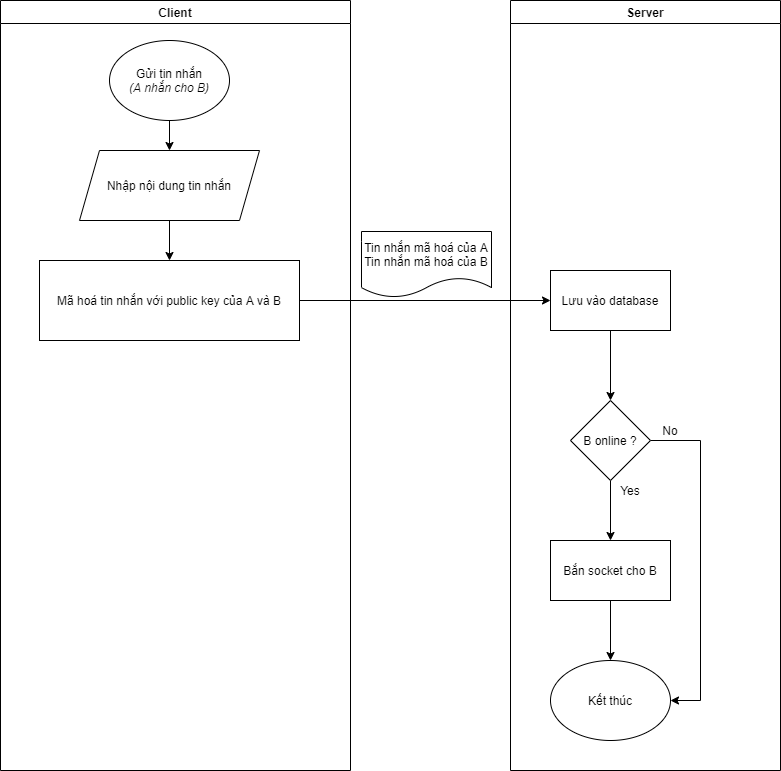 Client
Server
Gửi tin nhắn
(A nhắn cho B)
Nhập nội dung tin nhắn
Tin nhắn mã hoá của A
Tin nhắn mã hoá của B
Mã hoá tin nhắn với public key của A và B
Lưu vào database
B online ?
No
Yes
Bắn socket cho B
Kết thúc